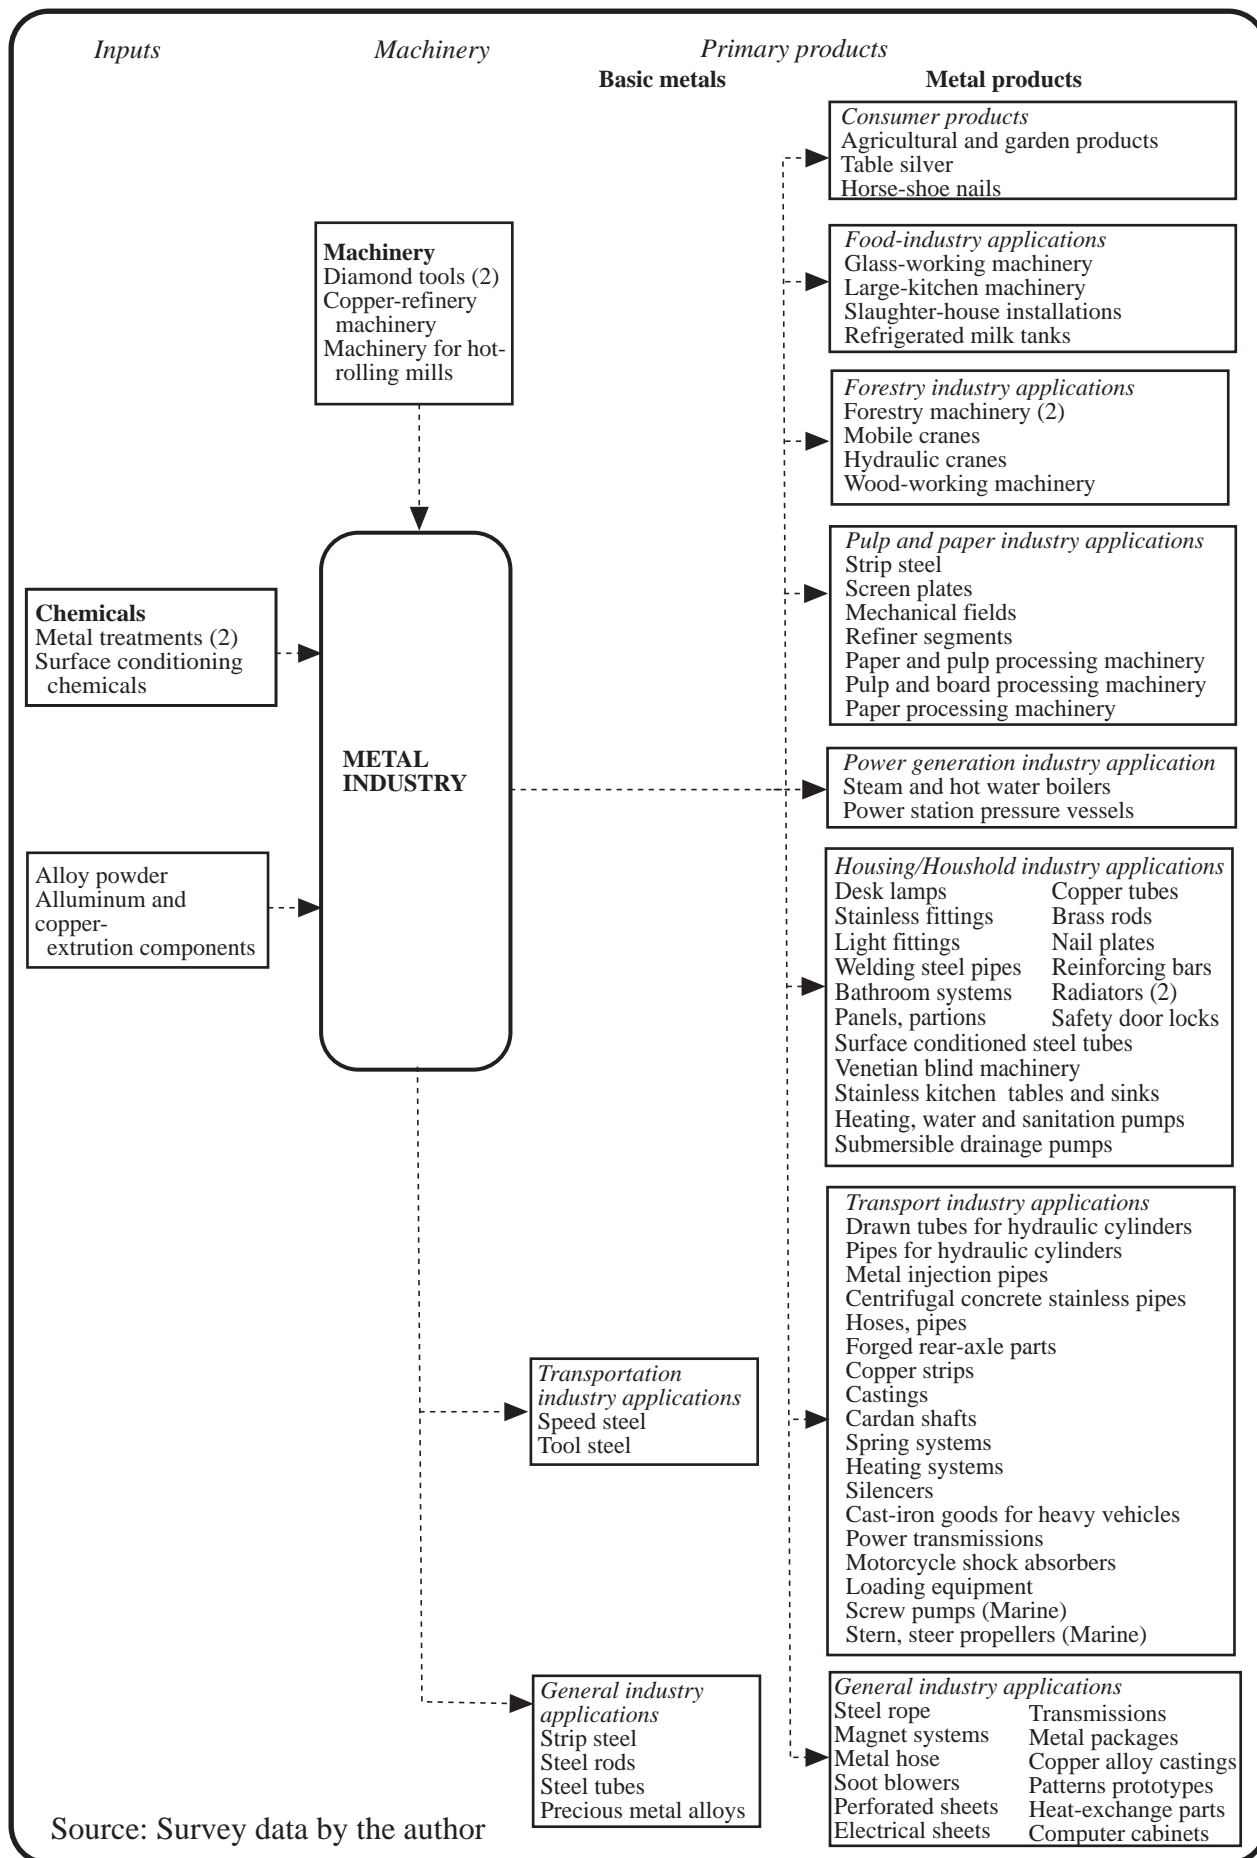 Inputs
Machinery
Primary products
Basic metals
Metal products
Machinery
Diamond tools (2)
Copper-refinery
machinery
Machinery for hot-
rolling mills
Chemicals
Metal treatments (2)
Surface conditioning
chemicals
METAL
INDUSTRY
Alloy powder
Alluminum and
copper-
extrution components
Transportation
industry applications
Speed steel
Tool steel
General industry
applications
Strip steel
Steel rods
Steel tubes
Precious metal alloys
Consumer products
Agricultural and garden products
Table silver
Horse-shoe nails
Food-industry applications
Glass-working machinery
Large-kitchen machinery
Slaughter-house installations
Refrigerated milk tanks
Forestry industry applications
Forestry machinery (2)
Mobile cranes
Hydraulic cranes
Wood-working machinery
Pulp and paper industry applications
Strip steel
Screen plates
Mechanical fields
Refiner segments
Paper and pulp processing machinery
Pulp and board processing machinery
Paper processing machinery
Power generation industry application
Steam and hot water boilers
Power station pressure vessels
Housing/Houshold industry applications
Desk lamps
Stainless fittings
Light fittings
Welding steel pipes
Bathroom systems
Panels, partions
Copper tubes
Brass rods
Nail plates
Reinforcing bars
Radiators (2)
Safety door locks
Surface conditioned steel tubes
Venetian blind machinery
Stainless kitchen tables and sinks
Heating, water and sanitation pumps
Submersible drainage pumps
Transport industry applications
Drawn tubes for hydraulic cylinders
Pipes for hydraulic cylinders
Metal injection pipes
Centrifugal concrete stainless pipes
Hoses, pipes
Forged rear-axle parts
Copper strips
Castings
Cardan shafts
Spring systems
Heating systems
Silencers
Cast-iron goods for heavy vehicles
Power transmissions
Motorcycle shock absorbers
Loading equipment
Screw pumps (Marine)
Stern, steer propellers (Marine)
General industry applications
Steel rope
Magnet systems
Metal hose
Soot blowers
Perforated sheets
Electrical sheets
Transmissions
Metal packages
Copper alloy castings
Patterns prototypes
Heat-exchange parts
Computer cabinets
Source: Survey data by the author